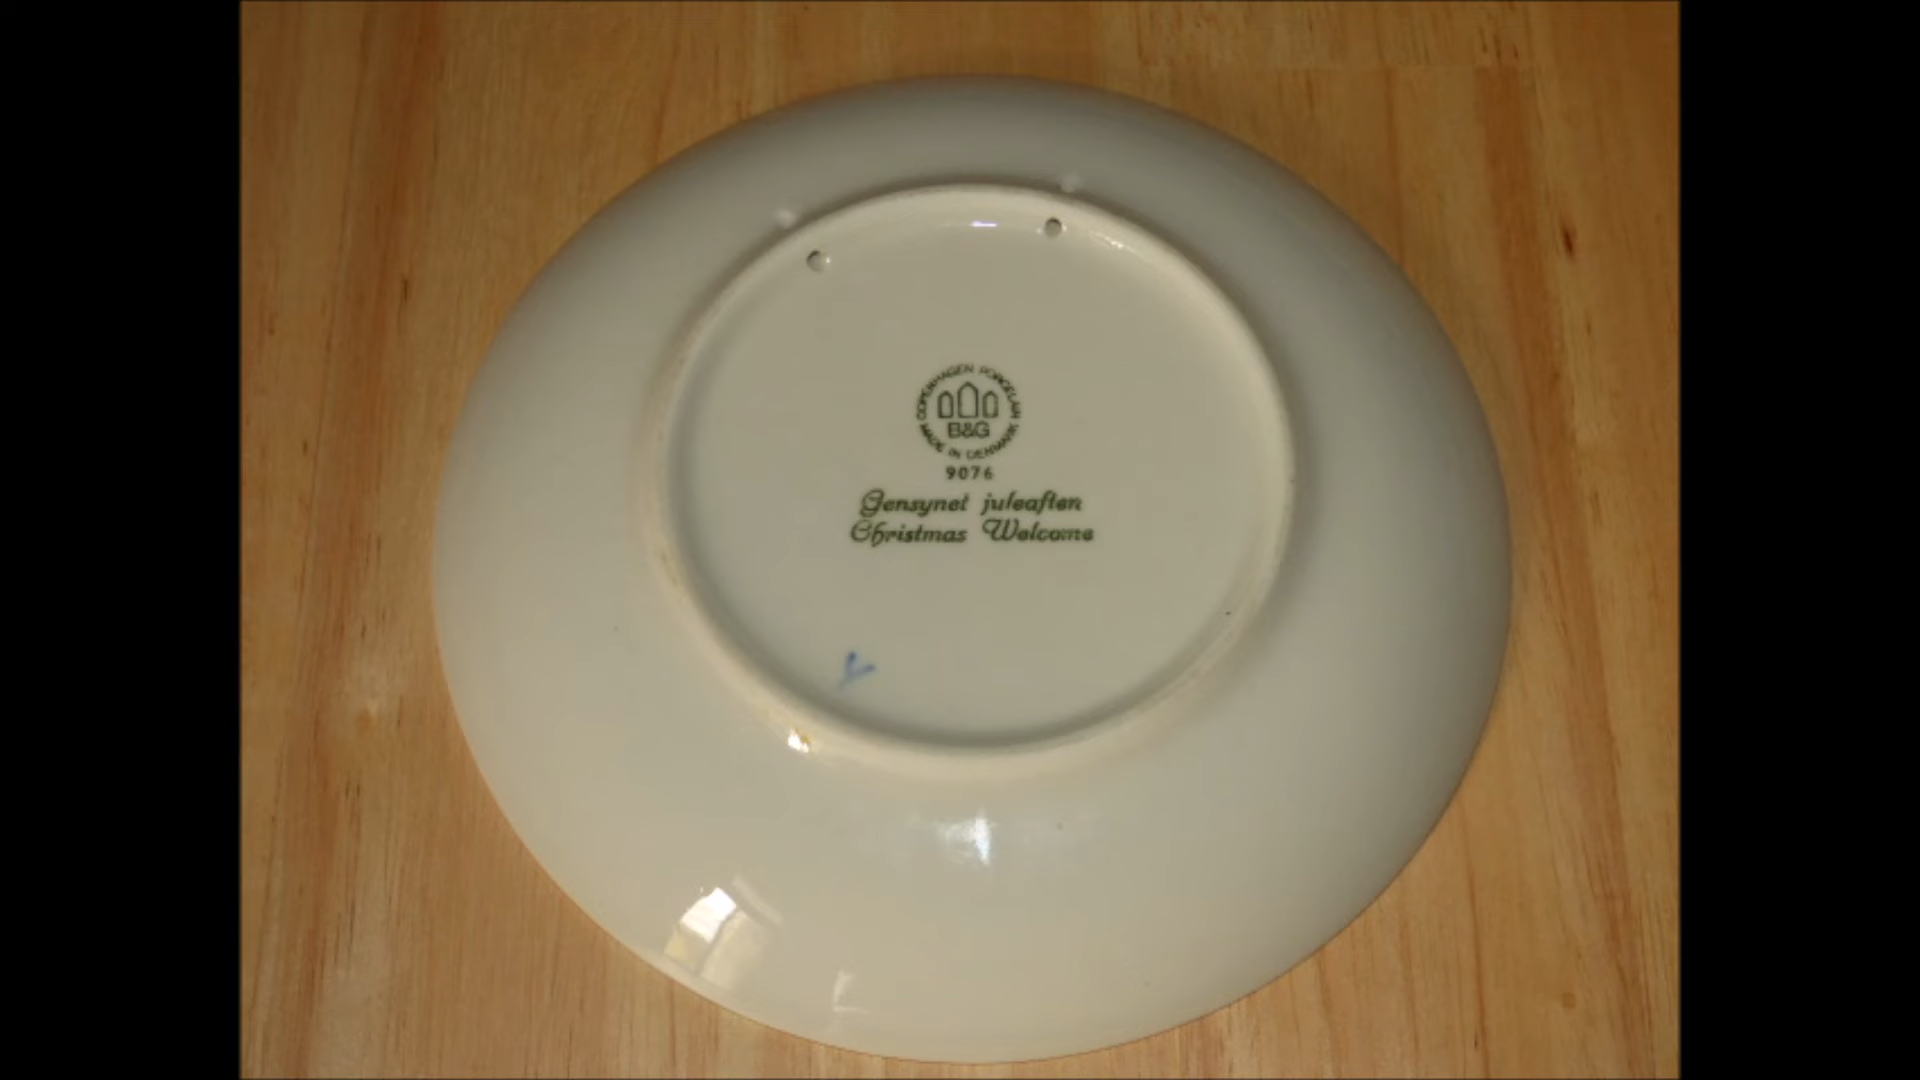 COPENHAGEN PORCELAIN
B&G
MADE IN DENMARK
9076
Gensynet juleaften
Christmas Welcome